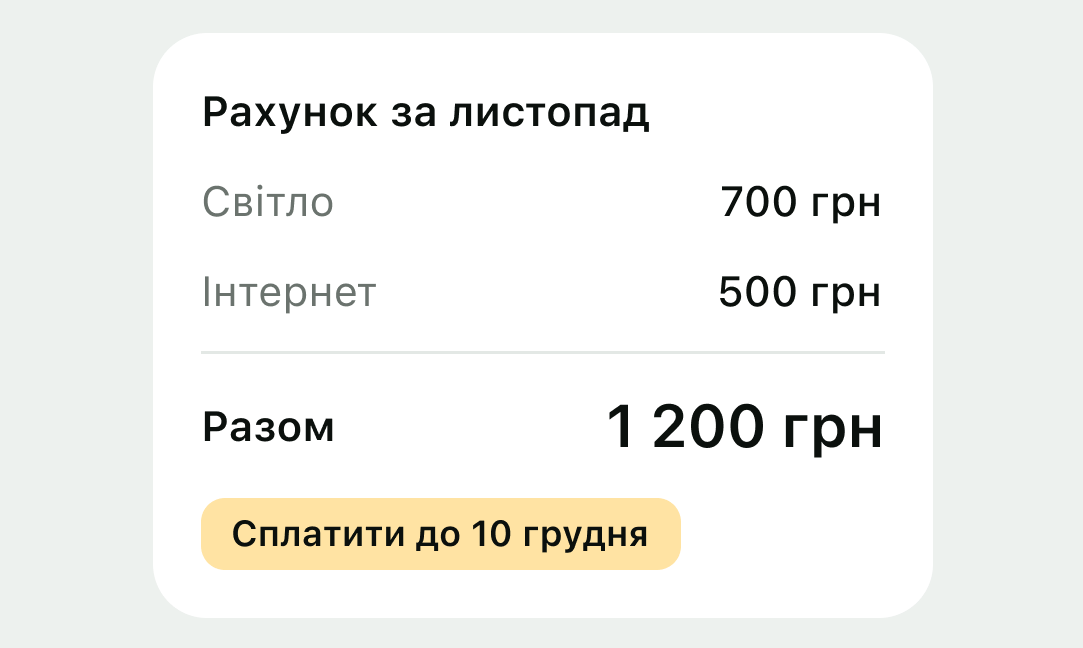 Рахунок за листопад
Світло 700 грн
Інтернет 500 грн
Разом 1 200 грн
Сплатити до 10 грудня